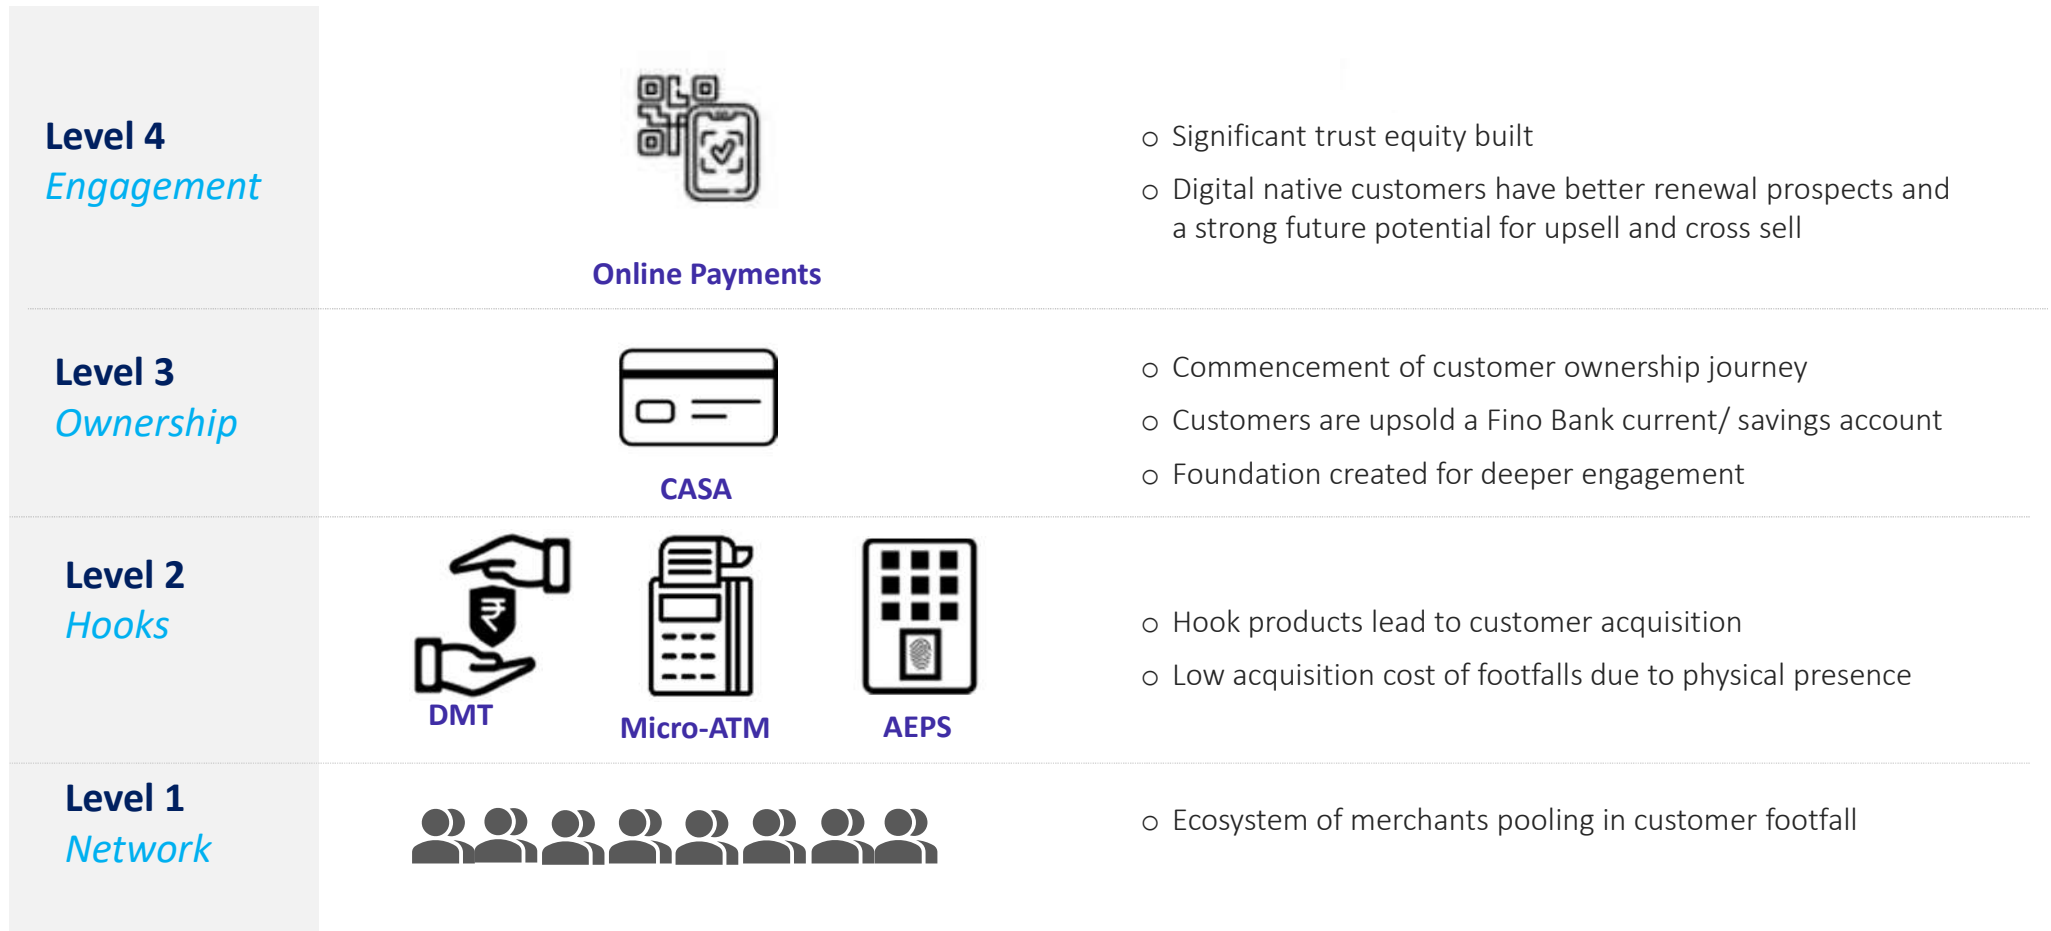 Level 4
Engagement
Online Payments
o Significant trust equity built
o Digital native customers have better renewal prospects and
a strong future potential for upsell and cross sell
Level 3
Ownership
CASA
o Commencement of customer ownership journey
o Customers are upsold a Fino Bank current/ savings account
o Foundation created for deeper engagement
Level 2
Hooks
₹
DMT
Micro-ATM
AEPS
o Hook products lead to customer acquisition
o Low acquisition cost of footfalls due to physical presence
Level 1
Network
o Ecosystem of merchants pooling in customer footfall